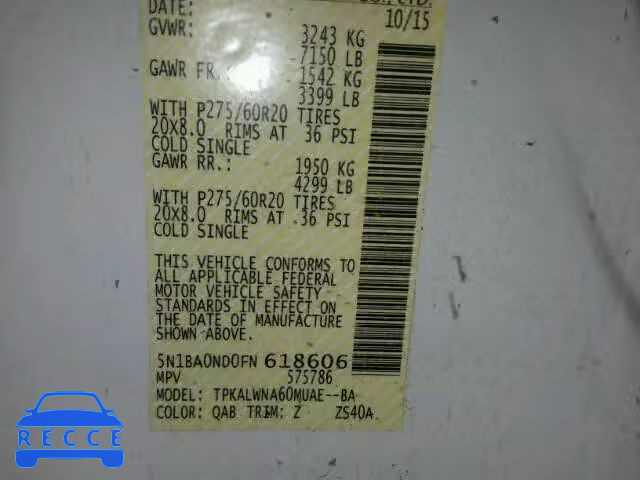 DATE: 10/15
GVWR: 3243 KG
7150 LB
GAWR FR. 1542 KG
3399 LB
WITH P275/60R20 TIRES
20X8.0 RIMS AT 36 PSI
COLD SINGLE
GAWR RR.: 1950 KG
4299 LB
WITH P275/60R20 TIRES
20X8.0 RIMS AT 36 PSI
COLD SINGLE
THIS VEHICLE CONFORMS TO
ALL APPLICABLE FEDERAL
MOTOR VEHICLE SAFETY
STANDARDS IN EFFECT ON
THE DATE OF MANUFACTURE
SHOWN ABOVE.
5N1BA0ND0FN 618606
MPV 575786
MODEL: TPKALWNA60MUAE--BA
COLOR: QAB TRIM: Z ZS40A
RECCE